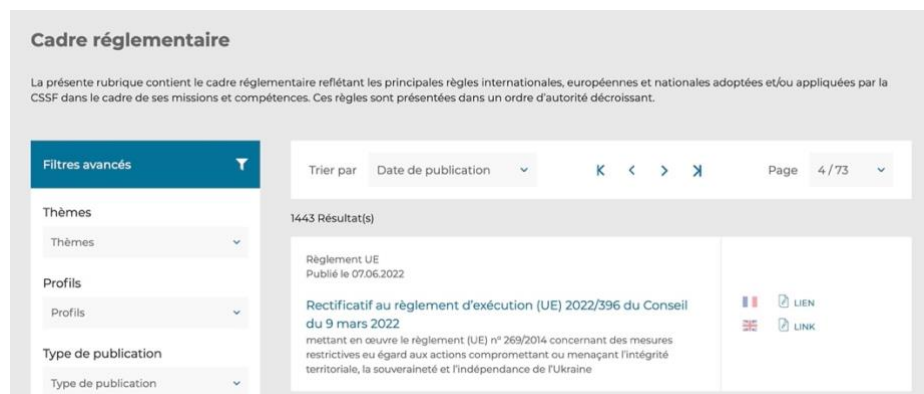 Cadre réglementaire
La présente rubrique contient le cadre réglementaire reflétant les principales règles internationales, européennes et nationales adoptées et/ou appliquées par la
CSSF dans le cadre de ses missions et compétences. Ces règles sont présentées dans un ordre d'autorité décroissant.
Filtres avancés
Thèmes
Thèmes
Profils
Profils
Type de publication
Type de publication
Trier par Date de publication Page 4 / 73
1443 Résultat(s)
Règlement UE
Publié le 07.06.2022
Rectificatif au règlement d'exécution (UE) 2022/396 du Conseil
du 9 mars 2022
mettant en œuvre le règlement (UE) n° 269/2014 concernant des mesures
restrictives eu égard aux actions compromettant ou menaçant l'intégrité
territoriale, la souveraineté et l'indépendance de l'Ukraine
LIEN
LINK